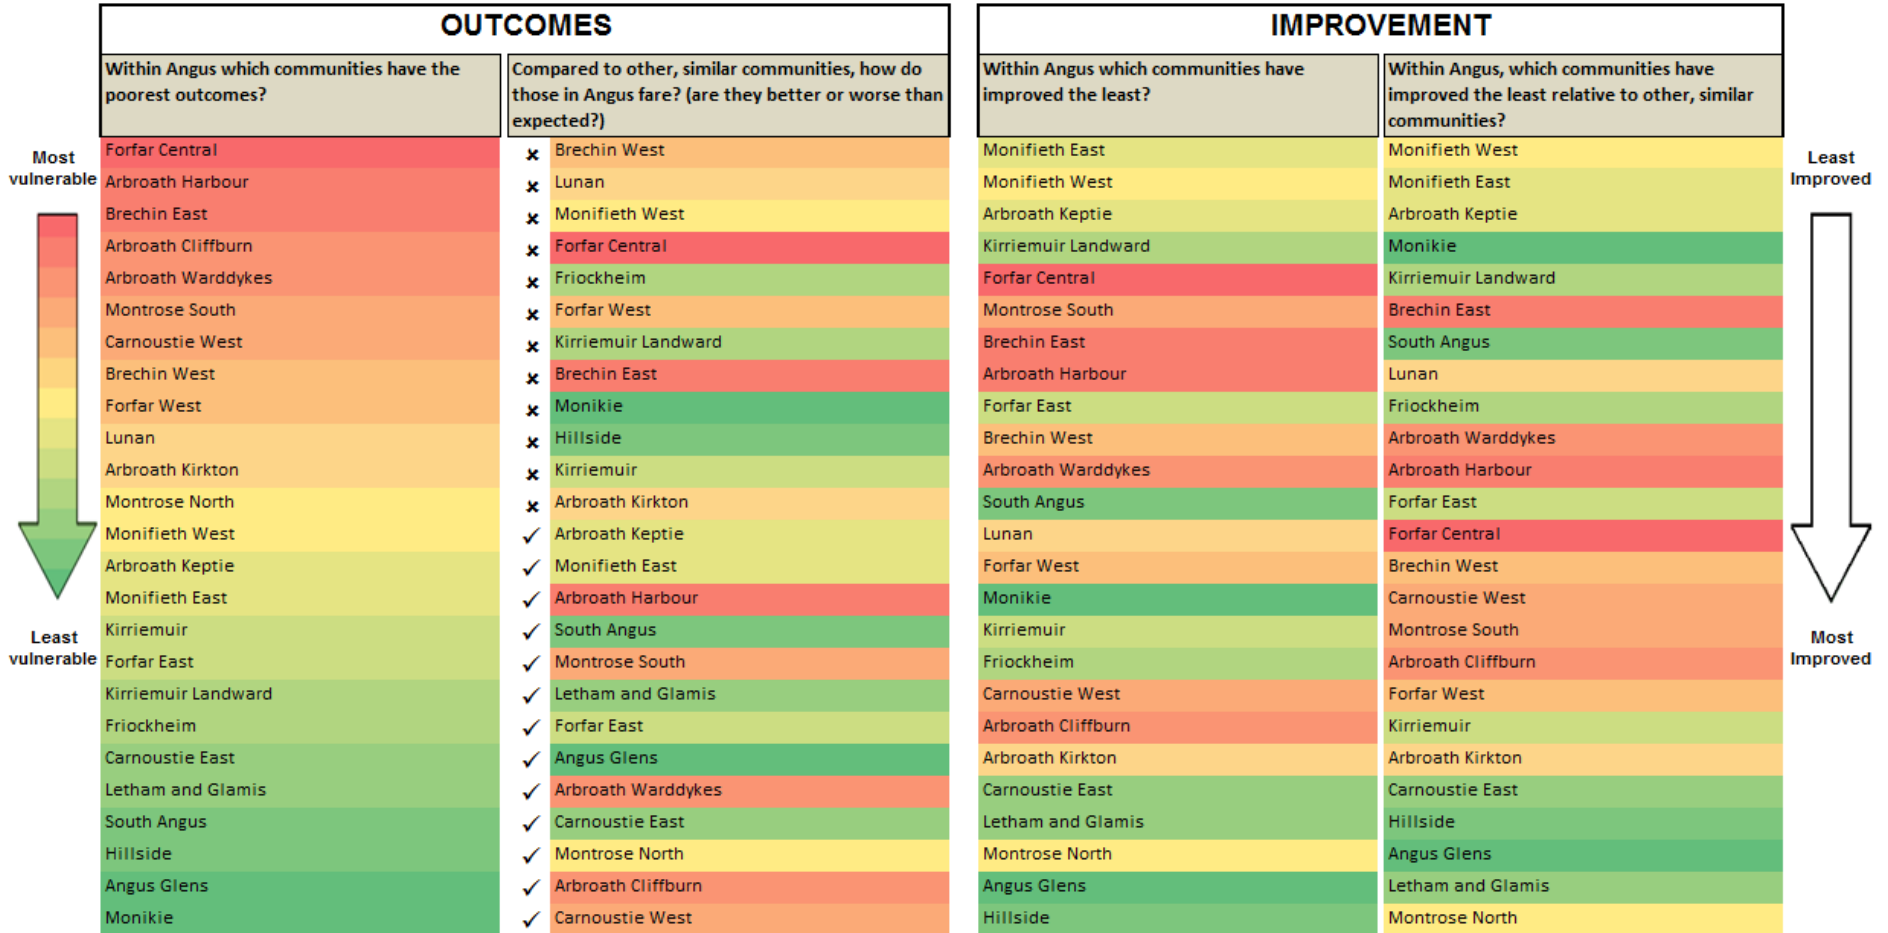 OUTCOMES
IMPROVEMENT
Within Angus which communities have the
poorest outcomes?
Compared to other, similar communities, how do
those in Angus fare? (are they better or worse than
expected?)
Within Angus which communities have
improved the least?
Within Angus, which communities have
improved the least relative to other, similar
communities?
Most
vulnerable
Least
vulnerable
Forfar Central
Arbroath Harbour
Brechin East
Arbroath Cliffburn
Arbroath Warddykes
Montrose South
Carnoustie West
Brechin West
Forfar West
Lunan
Arbroath Kirkton
Montrose North
Monifieth West
Arbroath Keptie
Monifieth East
Kirriemuir
Forfar East
Kirriemuir Landward
Friockheim
Carnoustie East
Letham and Glamis
South Angus
Hillside
Angus Glens
Monikie
× Brechin West
× Lunan
× Monifieth West
× Forfar Central
× Friockheim
× Forfar West
× Kirriemuir Landward
× Brechin East
× Monikie
× Hillside
× Kirriemuir
× Arbroath Kirkton
✓ Arbroath Keptie
✓ Monifieth East
✓ Arbroath Harbour
✓ South Angus
✓ Montrose South
✓ Letham and Glamis
✓ Forfar East
✓ Angus Glens
✓ Arbroath Warddykes
✓ Carnoustie East
✓ Montrose North
✓ Arbroath Cliffburn
✓ Carnoustie West
Monifieth East
Monifieth West
Arbroath Keptie
Kirriemuir Landward
Forfar Central
Montrose South
Brechin East
Arbroath Harbour
Forfar East
Brechin West
Arbroath Warddykes
South Angus
Lunan
Forfar West
Monikie
Kirriemuir
Friockheim
Carnoustie West
Arbroath Cliffburn
Arbroath Kirkton
Carnoustie East
Letham and Glamis
Montrose North
Angus Glens
Hillside
Monifieth West
Monifieth East
Arbroath Keptie
Monikie
Kirriemuir Landward
Brechin East
South Angus
Lunan
Friockheim
Arbroath Warddykes
Arbroath Harbour
Forfar East
Forfar Central
Brechin West
Carnoustie West
Montrose South
Arbroath Cliffburn
Forfar West
Kirriemuir
Arbroath Kirkton
Carnoustie East
Hillside
Angus Glens
Letham and Glamis
Montrose North
Least
Improved
Most
Improved